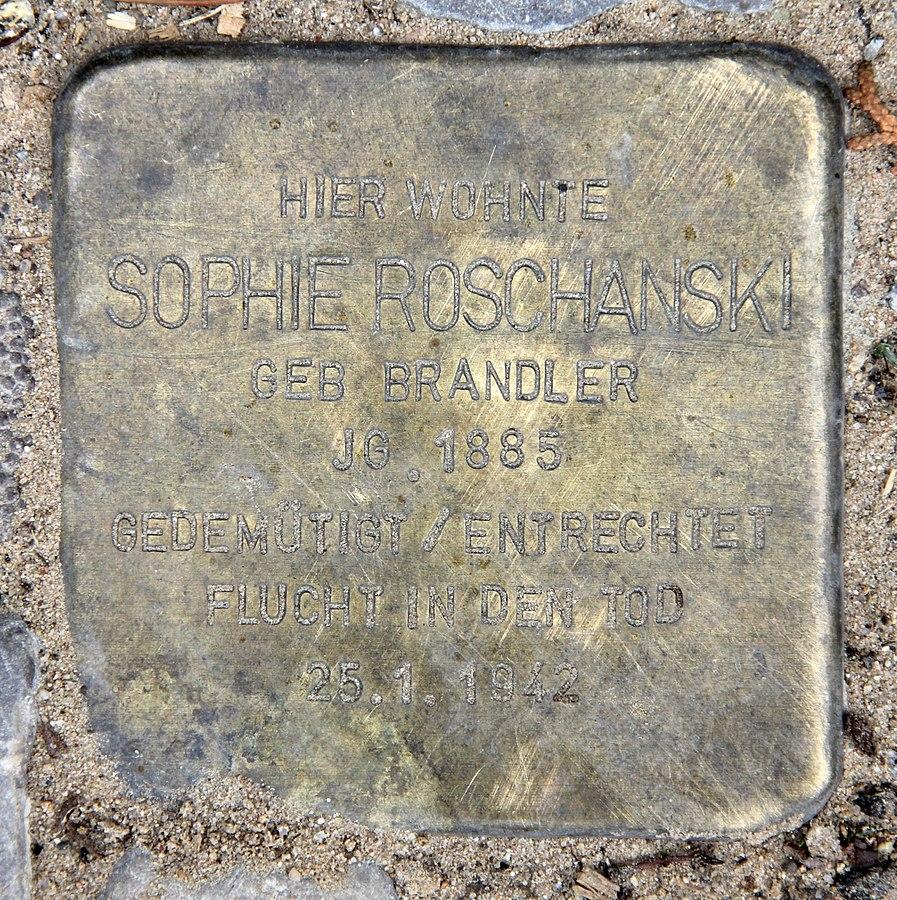 HIER WOHNTE
SOPHIE ROSCHANSKI
GEB BRANDLER
JG. 1885
GEDEMÜTIGT / ENTRECHTET
FLUCHT IN DEN TOD
25.1.1942